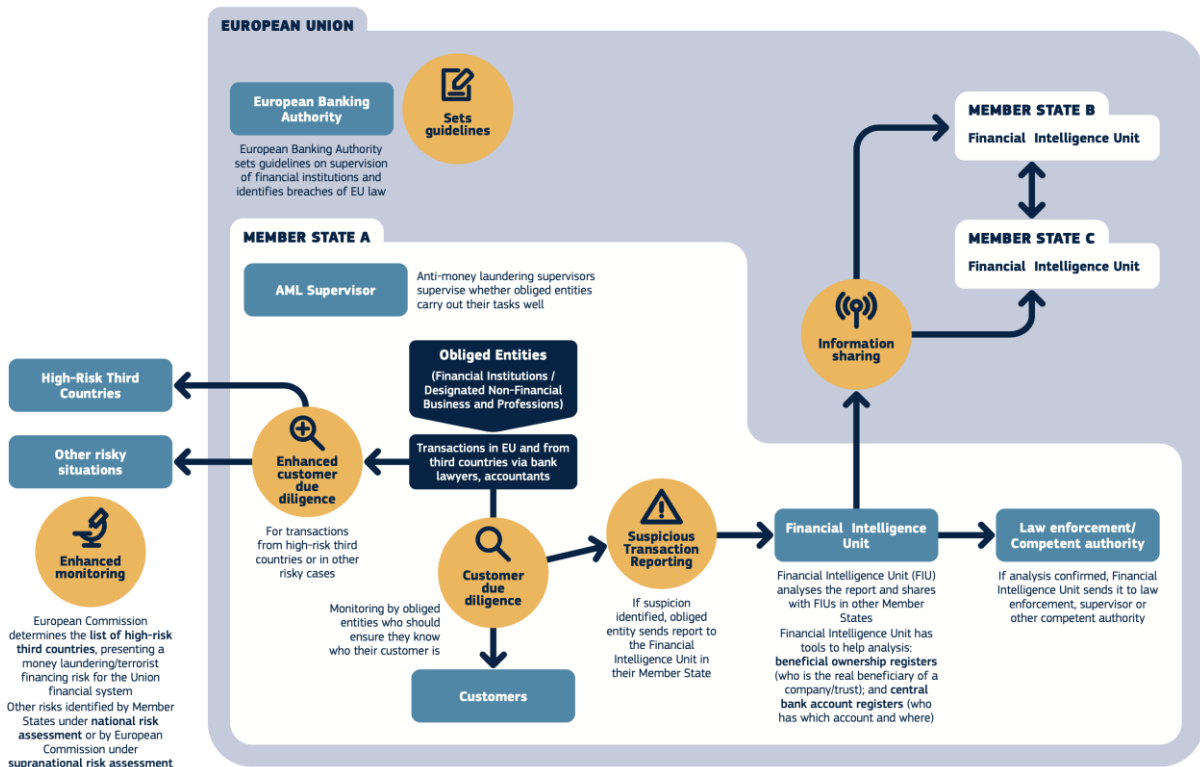 EUROPEAN UNION
European Banking
Authority
Sets
guidelines
European Banking Authority
sets guidelines on supervision
of financial institutions and
identifies breaches of EU law
MEMBER STATE B
Financial Intelligence Unit
MEMBER STATE C
Financial Intelligence Unit
Information
sharing
MEMBER STATE A
AML Supervisor
Anti-money laundering supervisors
supervise whether obliged entities
carry out their tasks well
Obliged Entities
(Financial Institutions /
Designated Non-Financial
Business and Professions)
Transactions in EU and from
third countries via bank
lawyers, accountants
High-Risk Third
Countries
Other risky
situations
Enhanced
customer
due
diligence
For transactions
from high-risk third
countries or in other
risky cases
Enhanced
monitoring
European Commission
determines the list of high-risk
third countries, presenting a
money laundering/terrorist
financing risk for the Union
financial system
Other risks identified by Member
States under national risk
assessment or by European
Commission under
supranational risk assessment
Customer
due
diligence
Monitoring by obliged
entities who should
ensure they know
who their customer is
Customers
Suspicious
Transaction
Reporting
If suspicion
identified, obliged
entity sends report to
the Financial
Intelligence Unit in
their Member State
Financial Intelligence
Unit
Financial Intelligence Unit (FIU)
analyses the report and shares
with FIUs in other Member
States
Financial Intelligence Unit has
tools to help analysis:
beneficial ownership registers
(who is the real beneficiary of a
company/trust); and central
bank account registers (who
has which account and where)
Law enforcement/
Competent authority
If analysis confirmed, Financial
Intelligence Unit sends it to law
enforcement, supervisor or
other competent authority